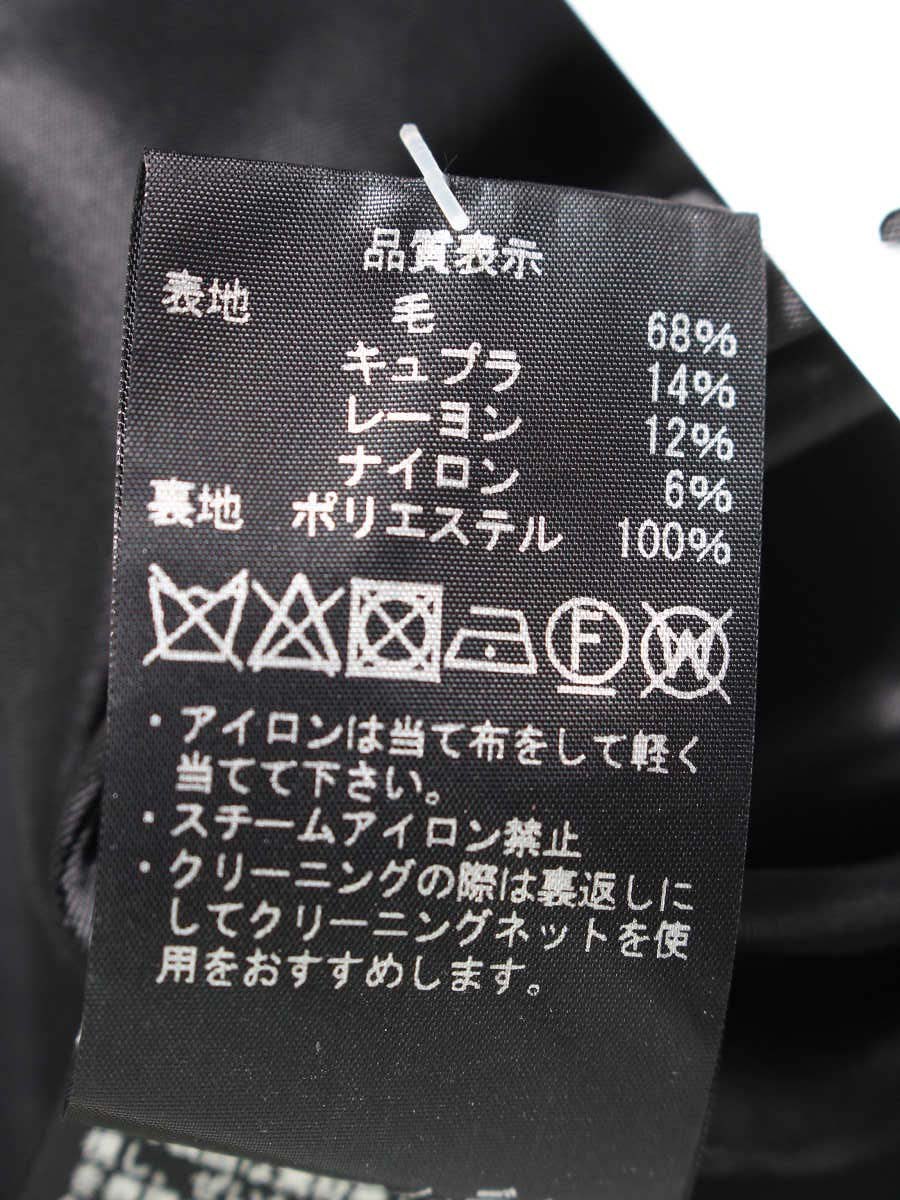 品質表示
表地 毛 68%
キュプラ 14%
レーヨン 12%
ナイロン 6%
裏地 ポリエステル 100%
F W
・アイロンは当て布をして軽く
当てて下さい。
・スチームアイロン禁止
・クリーニングの際は裏返しに
してクリーニングネットを使
用をおすすめします。